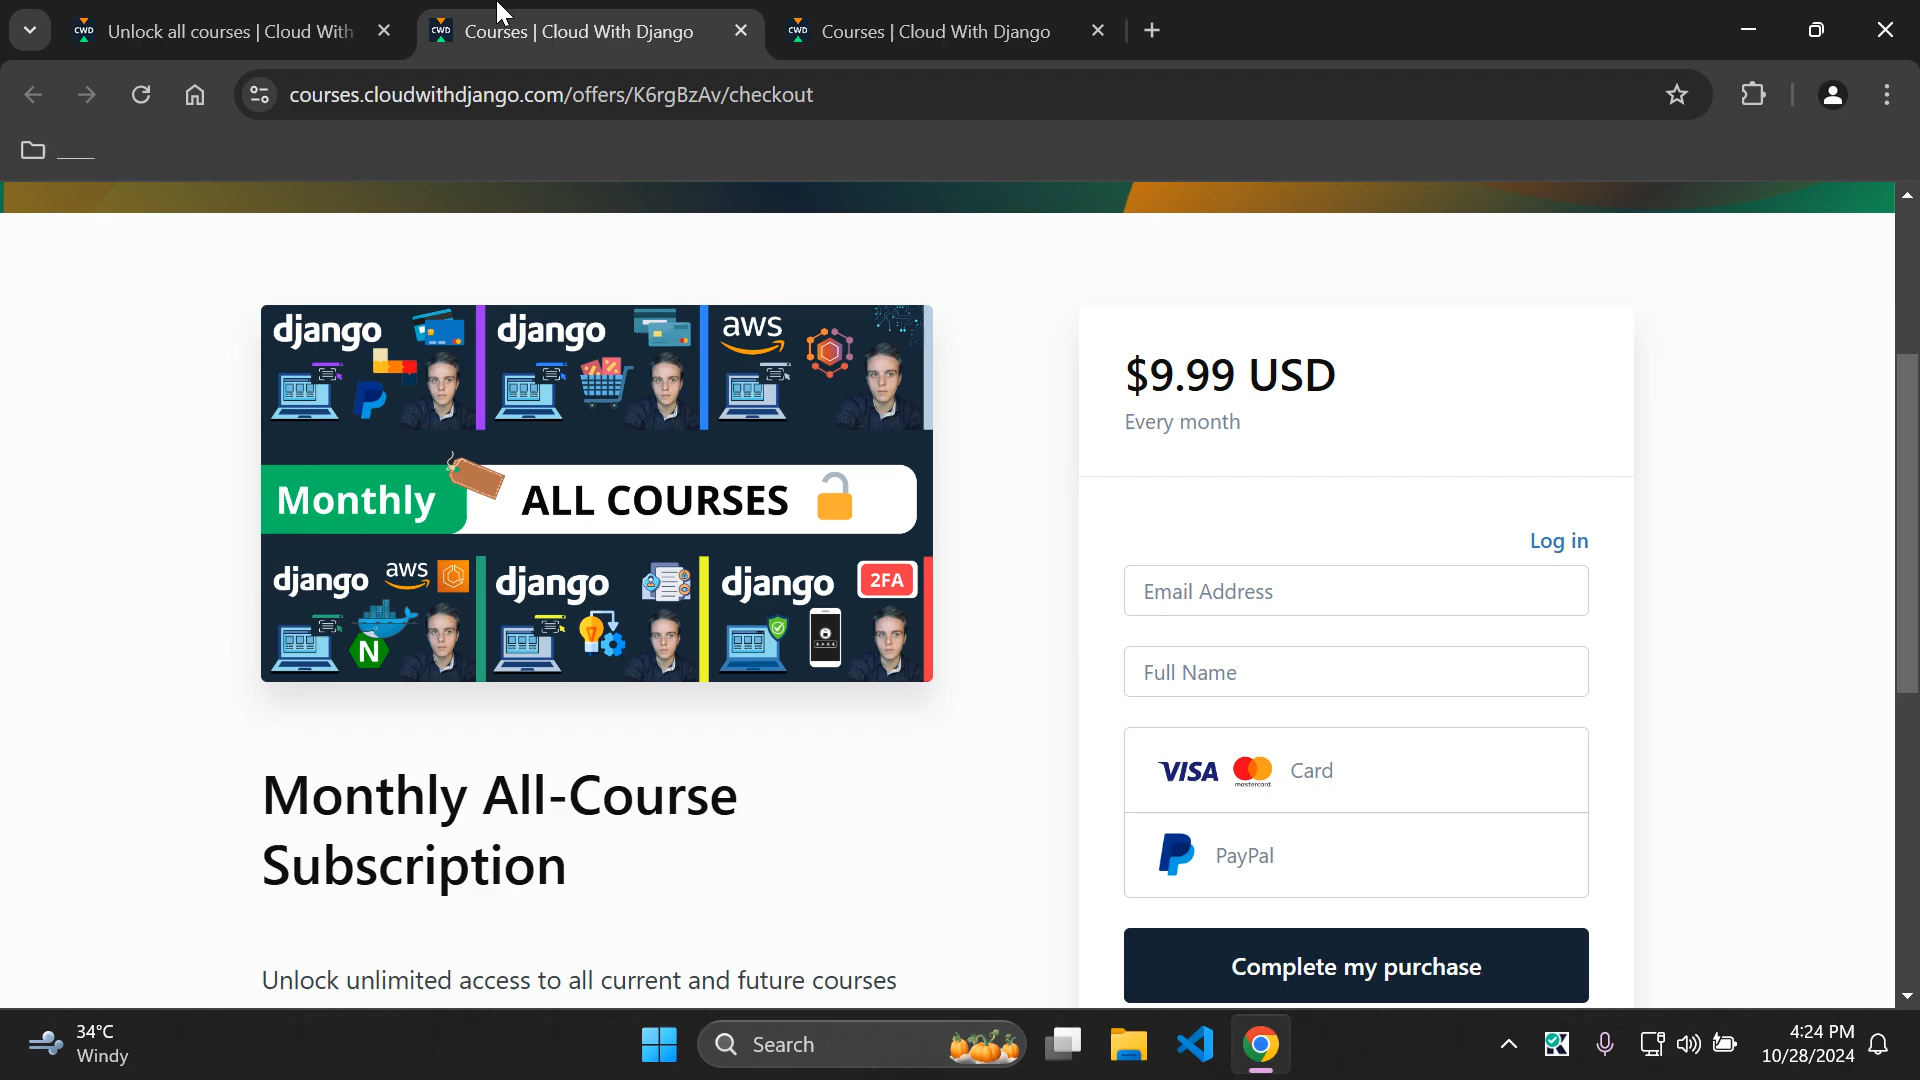 Unlock all courses | Cloud With
Courses | Cloud With Django
Courses | Cloud With Django
courses.cloudwithdjango.com/offers/K6rgBzAv/checkout
django
django
aws
Monthly
ALL COURSES
django aws
django
django 2FA
N
Monthly All-Course
Subscription
Unlock unlimited access to all current and future courses
$9.99 USD
Every month
Log in
Email Address
Full Name
VISA mastercard Card
PayPal
Complete my purchase
34°C
Windy
Search
4:24 PM
10/28/2024